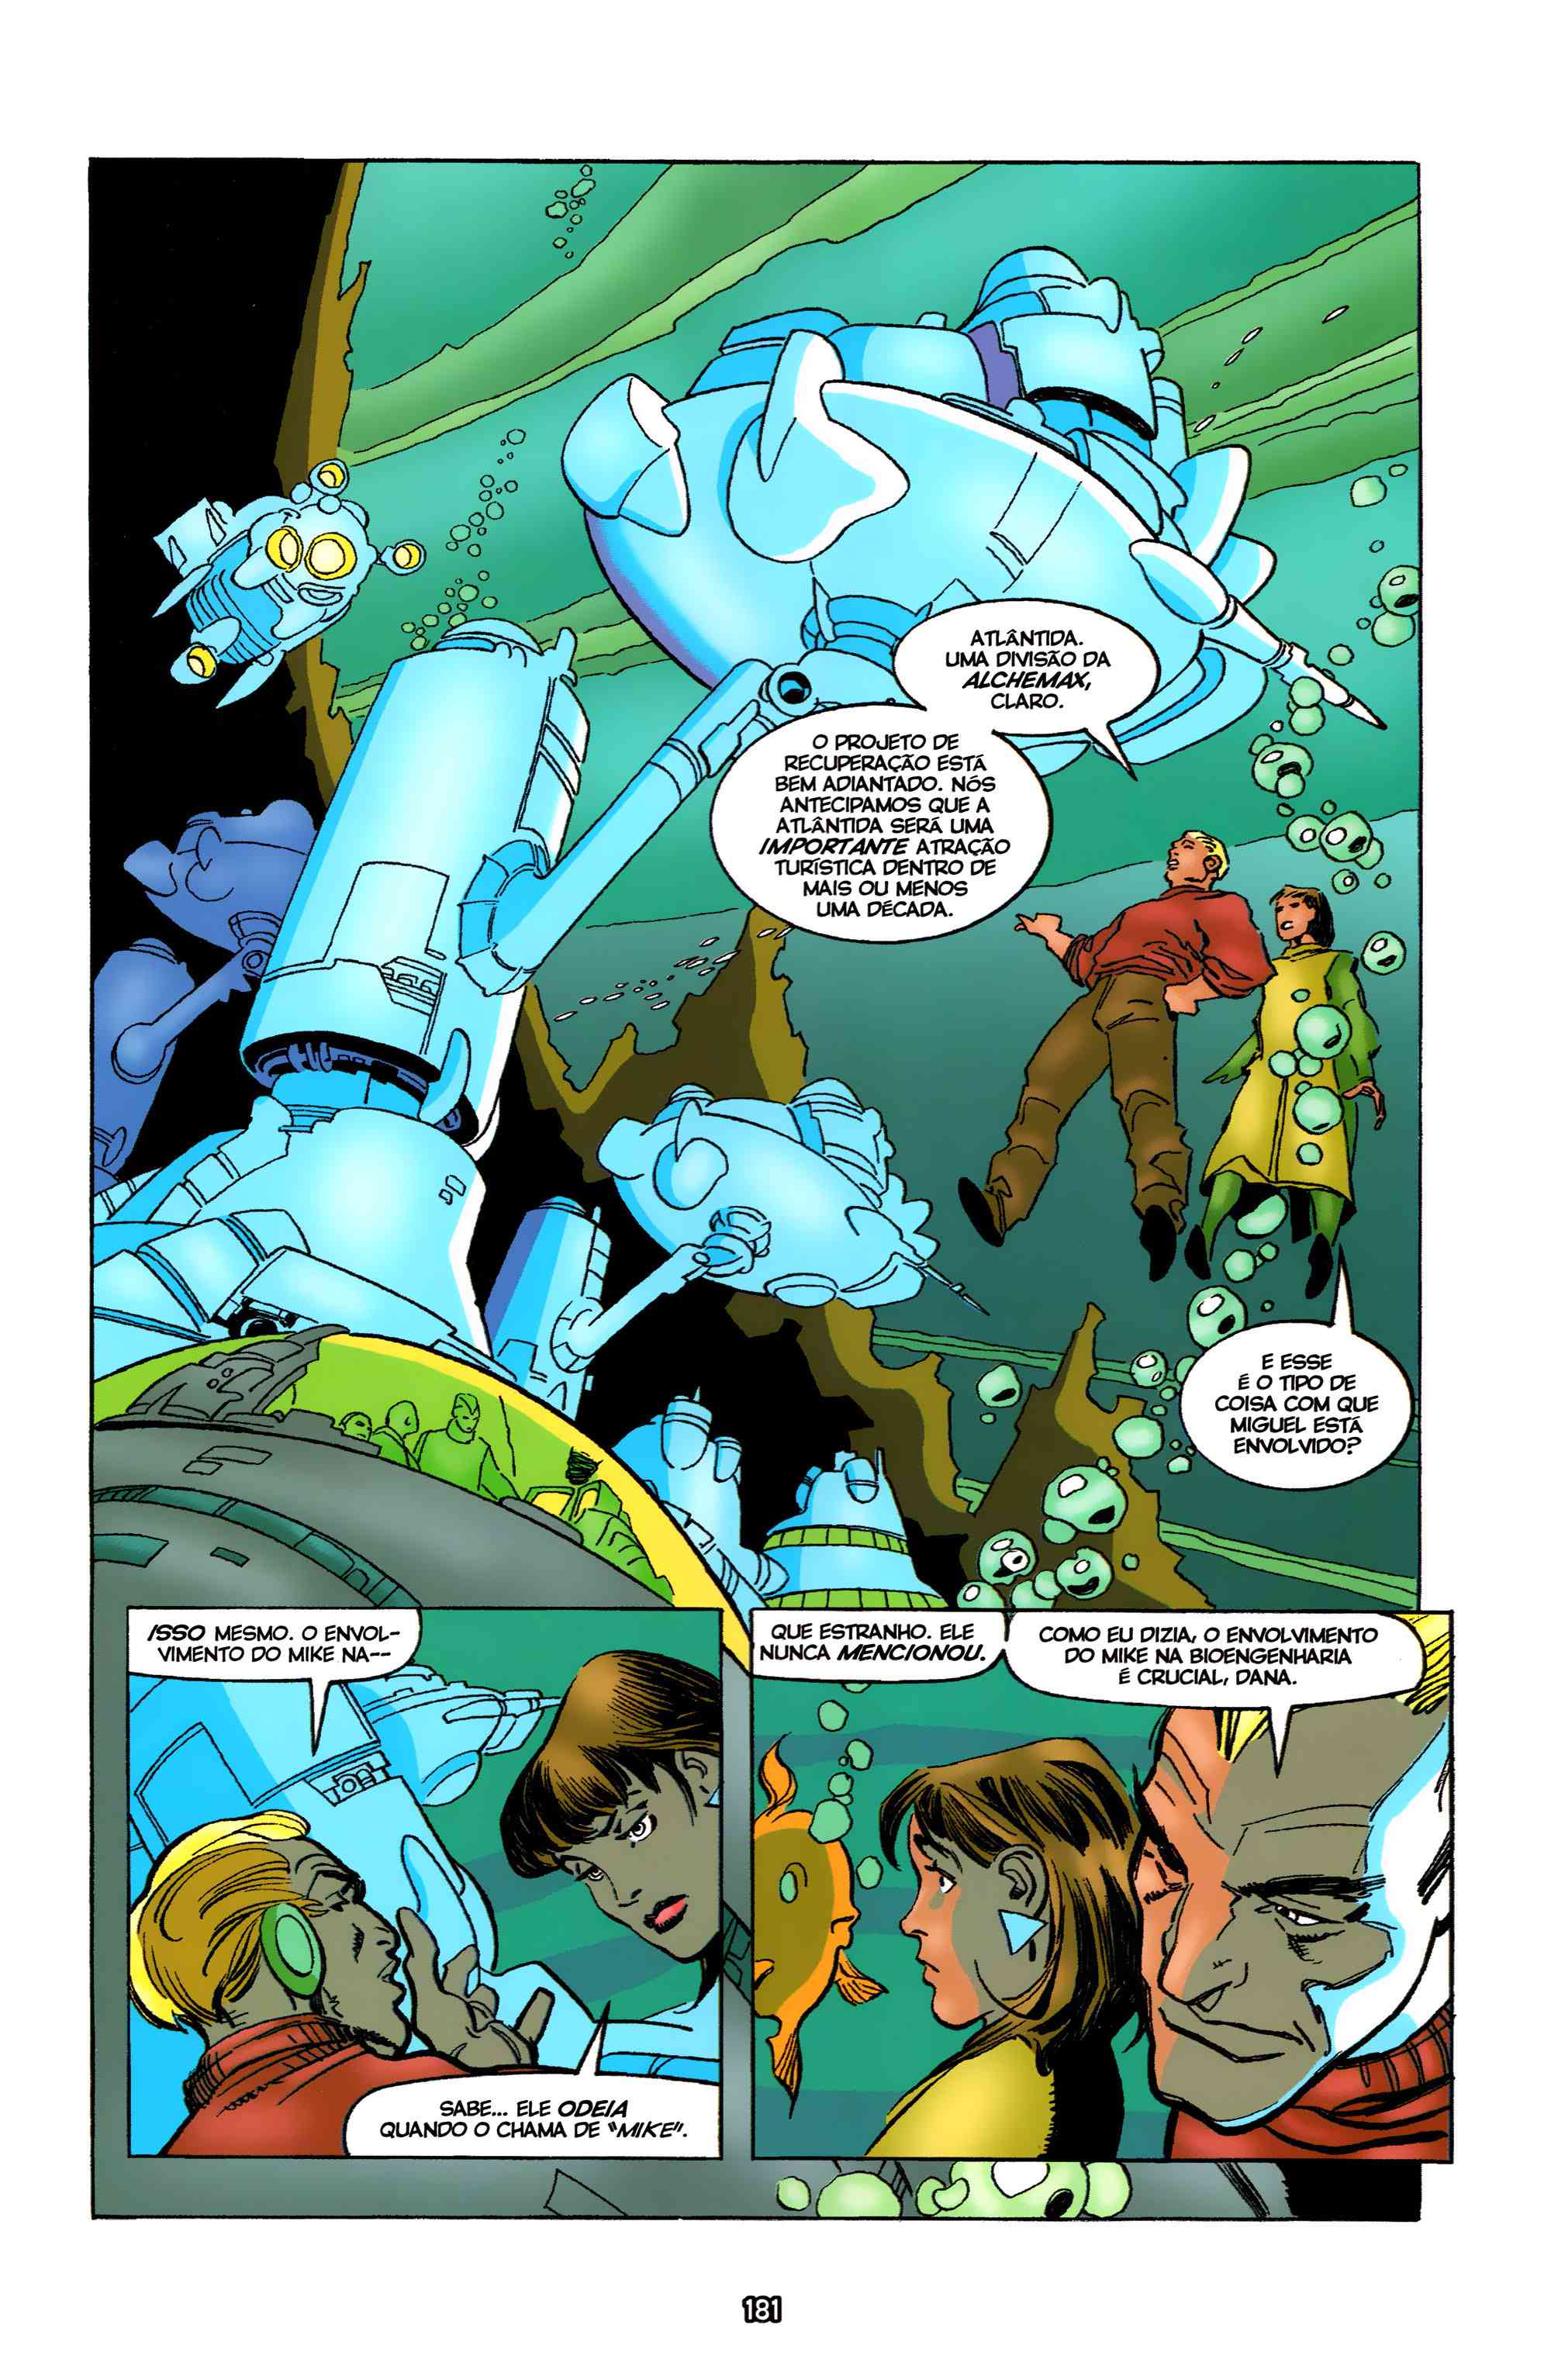 ATLÂNTIDA.
UMA DIVISÃO DA
ALCHEMAX,
CLARO.
O PROJETO DE
RECUPERAÇÃO ESTÁ
BEM ADIANTADO. NÓS
ANTECIPAMOS QUE A
ATLÂNTIDA SERÁ UMA
IMPORTANTE ATRAÇÃO
TURÍSTICA DENTRO DE
MAIS OU MENOS
UMA DÉCADA.
E ESSE
É O TIPO DE
COISA COM QUE
MIGUEL ESTÁ
ENVOLVIDO?
ISSO MESMO. O ENVOL-
VIMENTO DO MIKE NA--
SABE... ELE ODEIA
QUANDO O CHAMA DE "MIKE".
QUE ESTRANHO. ELE
NUNCA MENCIONOU.
COMO EU DIZIA, O ENVOLVIMENTO
DO MIKE NA BIOENGENHARIA
É CRUCIAL, DANA.
181